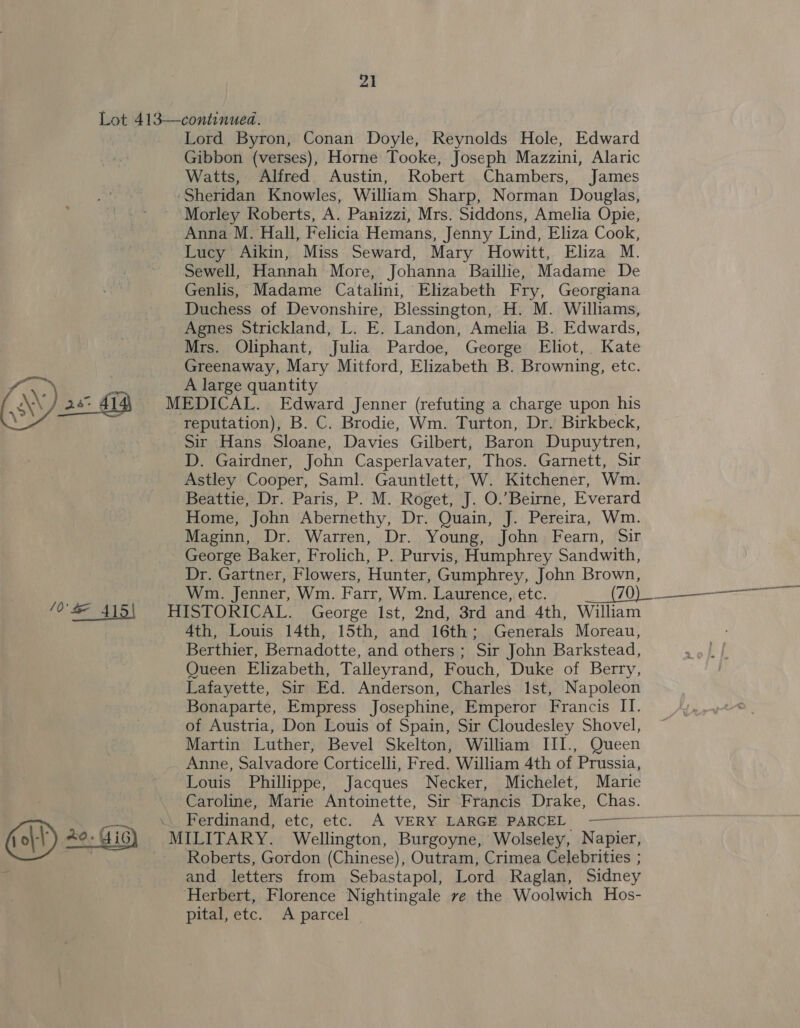 21
Lot 413—continued.
Lord Byron, Conan Doyle, Reynolds Hole, Edward
Gibbon (verses), Horne Tooke, Joseph Mazzini, Alaric
Watts, Alfred Austin, Robert Chambers, James
Sheridan Knowles, William Sharp, Norman Douglas,
Morley Roberts, A. Panizzi, Mrs. Siddons, Amelia Opie,
Anna M. Hall, Felicia Hemans, Jenny Lind, Eliza Cook,
Lucy Aikin, Miss Seward, Mary Howitt, Eliza M.
Sewell, Hannah More, Johanna Baillie, Madame De
Genlis, Madame Catalini, Elizabeth Fry, Georgiana
Duchess of Devonshire, Blessington, H. M. Williams,
Agnes Strickland, L. E. Landon, Amelia B. Edwards,
Mrs. Oliphant, Julia Pardoe, George Eliot, Kate
Greenaway, Mary Mitford, Elizabeth B. Browning, etc.
A large quantity
414 MEDICAL. Edward Jenner (refuting a charge upon his
reputation), B. C. Brodie, Wm. Turton, Dr. Birkbeck,
Sir Hans Sloane, Davies Gilbert, Baron Dupuytren,
D. Gairdner, John Casperlavater, Thos. Garnett, Sir
Astley Cooper, Saml. Gauntlett, W. Kitchener, Wm.
Beattie, Dr. Paris, P. M. Roget, J. O.'Beirne, Everard
Home, John Abernethy, Dr. Quain, J. Pereira, Wm.
Maginn, Dr. Warren, Dr. Young, John Fearn, Sir
George Baker, Frolich, P. Purvis, Humphrey Sandwith,
Dr. Gartner, Flowers, Hunter, Gumphrey, John Brown,
Wm. Jenner, Wm. Farr, Wm. Laurence, etc. (70)
415 HISTORICAL. George 1st, 2nd, 3rd and 4th, William
4th, Louis 14th, 15th, and 16th; Generals Moreau,
Berthier, Bernadotte, and others; Sir John Barkstead,
Queen Elizabeth, Talleyrand, Fouch, Duke of Berry,
Lafayette, Sir Ed. Anderson, Charles 1st, Napoleon
Bonaparte, Empress Josephine, Emperor Francis II.
of Austria, Don Louis of Spain, Sir Cloudesley Shovel,
Martin Luther, Bevel Skelton, William III., Queen
Anne, Salvadore Corticelli, Fred. William 4th of Prussia,
Louis Phillippe, Jacques Necker, Michelet, Marie
Caroline, Marie Antoinette, Sir Francis Drake, Chas.
Ferdinand, etc, etc. A VERY LARGE PARCEL
20. 416 MILITARY. Wellington, Burgoyne, Wolseley, Napier,
Roberts, Gordon (Chinese), Outram, Crimea Celebrities ;
and letters from Sebastapol, Lord Raglan, Sidney
Herbert, Florence Nightingale re the Woolwich Hos-
pital, etc. A parcel